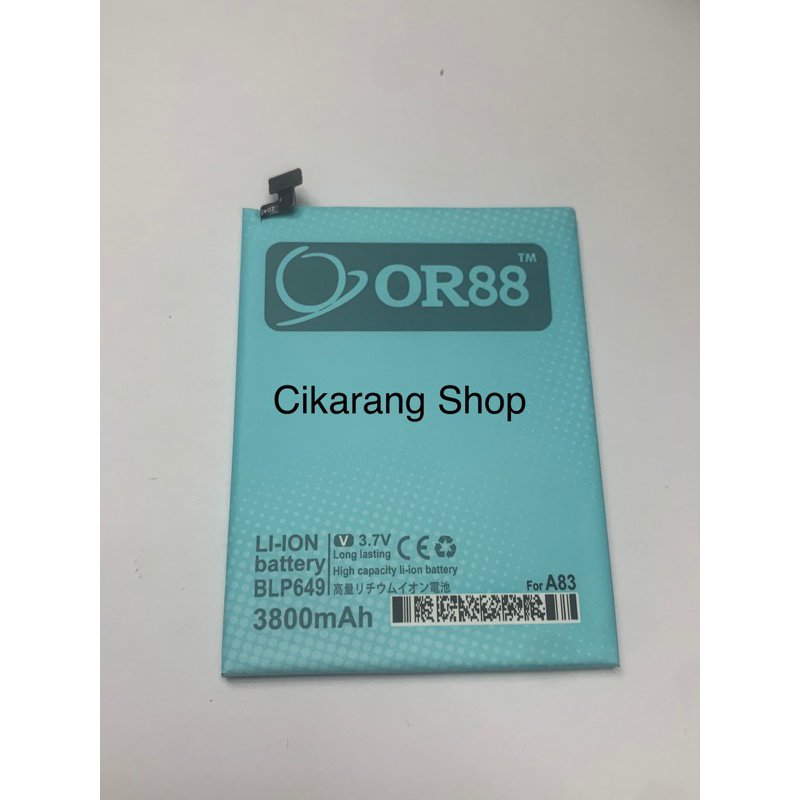 OR88™
Cikarang Shop
LI-ION
battery
BLP649
V 3.7V
Long lasting
High capacity li-ion battery
高量リチウムイオン電池
3800mAh
For A83